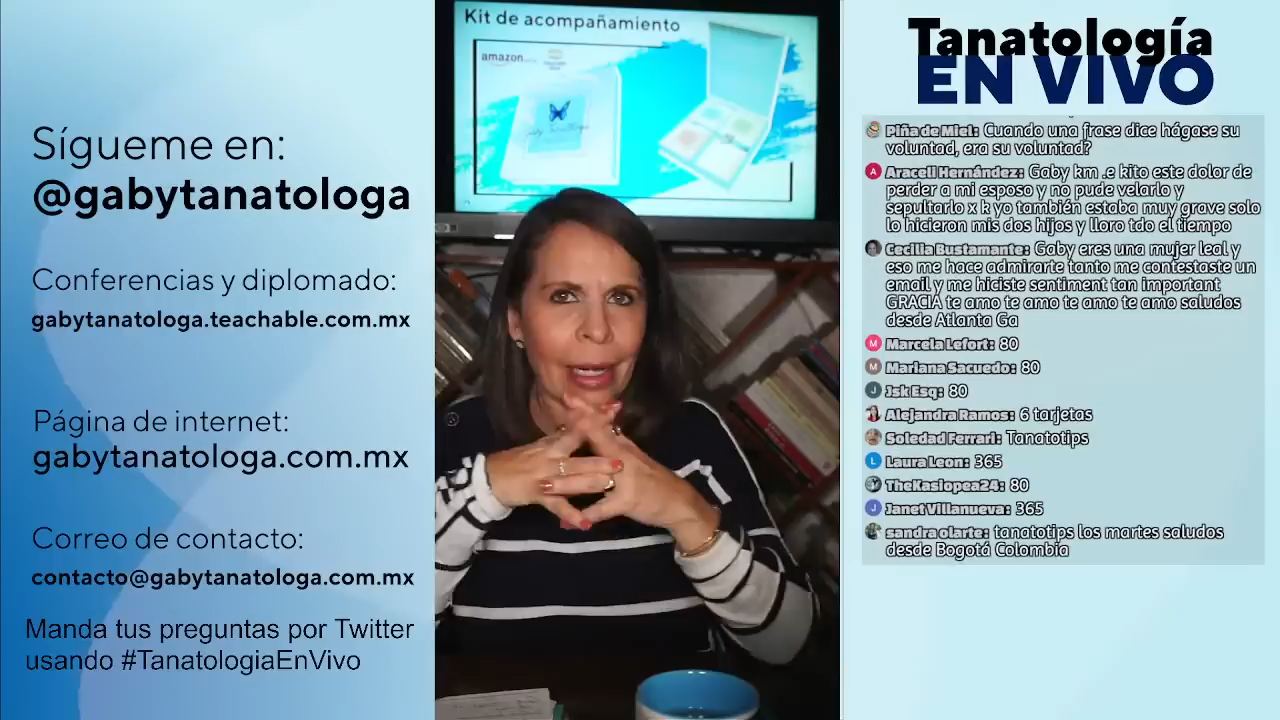 Sígueme en:
@gabytanatologa
Conferencias y diplomado:
gabytanatologa.teachable.com.mx
Página de internet:
gabytanatologa.com.mx
Correo de contacto:
contacto@gabytanatologa.com.mx
Manda tus preguntas por Twitter
usando #TanatologiaEnVivo
Kit de acompañamiento
amazon
gaby tanatóloga
Tanatología
EN VIVO
Piña de Miel: Cuando una frase dice hágase su
voluntad, era su voluntad?
Araceli Hernández: Gaby km .e kito este dolor de
perder a mi esposo y no pude velarlo y
sepultarlo x k yo también estaba muy grave solo
lo hicieron mis dos hijos y lloro tdo el tiempo
Cecilia Bustamante: Gaby eres una mujer leal y
eso me hace admirarte tanto me contestaste un
email y me hiciste sentiment tan important
GRACIA te amo te amo te amo te amo saludos
desde Atlanta Ga
Marcela Lefort: 80
Mariana Sacuedo: 80
Jsk Esq: 80
Alejandra Ramos: 6 tarjetas
Soledad Ferrari: Tanatotips
Laura Leon: 365
TheKasiopea24: 80
Janet Villanueva: 365
sandra olarte: tanatotips los martes saludos
desde Bogotá Colombia